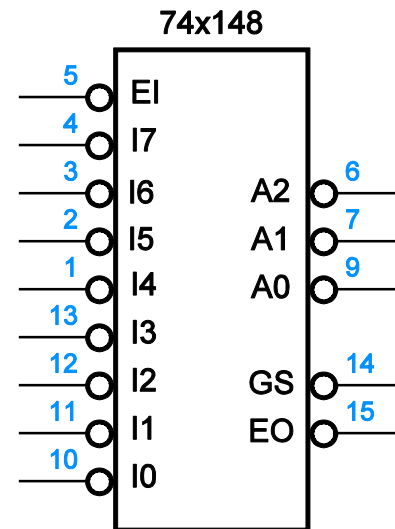 74x148
5 EI
4 I7
3 I6 A2 6
2 I5 A1 7
1 I4 A0 9
13 I3
12 I2 GS 14
11 I1 EO 15
10 I0